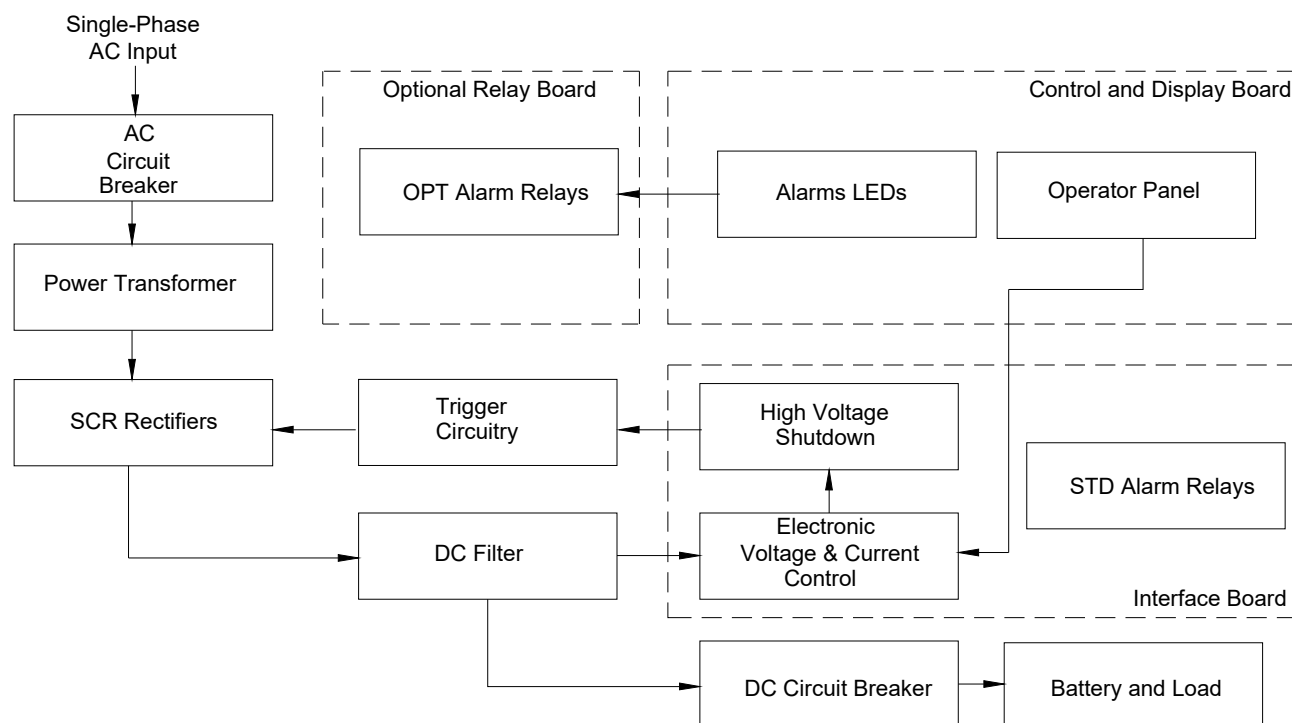 Single-Phase
AC Input
Optional Relay Board
Control and Display Board
AC
Circuit
Breaker
OPT Alarm Relays
Alarms LEDs
Operator Panel
Power Transformer
SCR Rectifiers
Trigger
Circuitry
High Voltage
Shutdown
STD Alarm Relays
DC Filter
Electronic
Voltage & Current
Control
Interface Board
DC Circuit Breaker
Battery and Load